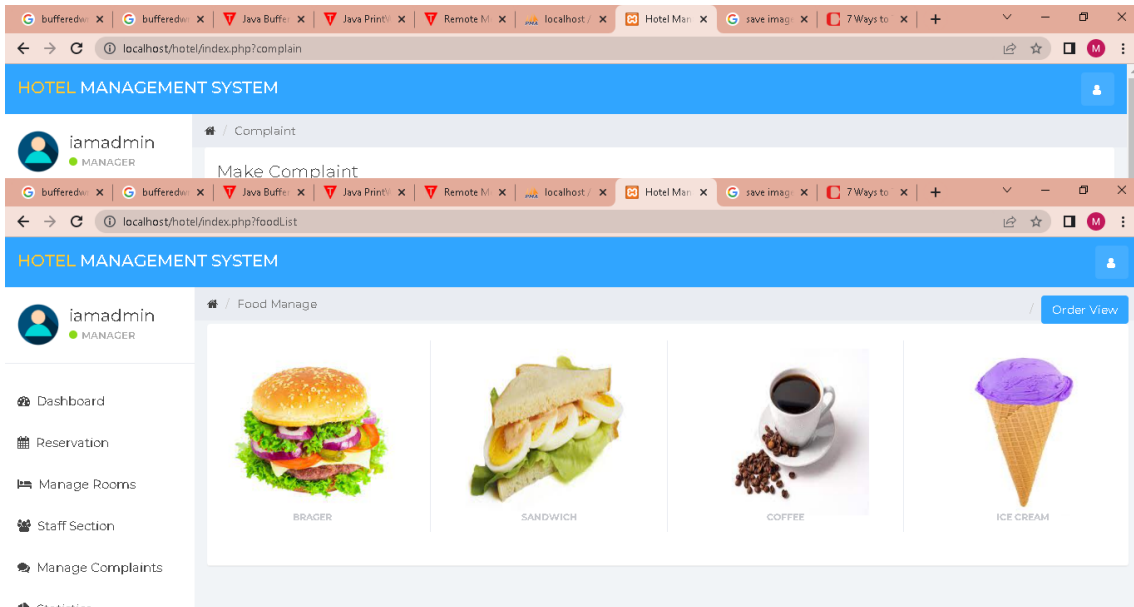 bufferedw
bufferedw
Java Buffer
Java Print
Remote M
localhost /
Hotel Man
save imag
7 Ways to
localhost/hotel/index.php?complain
M
HOTEL MANAGEMENT SYSTEM
iamadmin
MANAGER
/ Complaint
Make Complaint
bufferedw
bufferedw
Java Buffer
Java Print
Remote M
localhost /
Hotel Man
save imag
7 Ways to
localhost/hotel/index.php?foodList
M
HOTEL MANAGEMENT SYSTEM
iamadmin
MANAGER
/ Food Manage
/ Order View
Dashboard
Reservation
Manage Rooms
Staff Section
Manage Complaints
BRAGER
SANDWICH
COFFEE
ICE CREAM